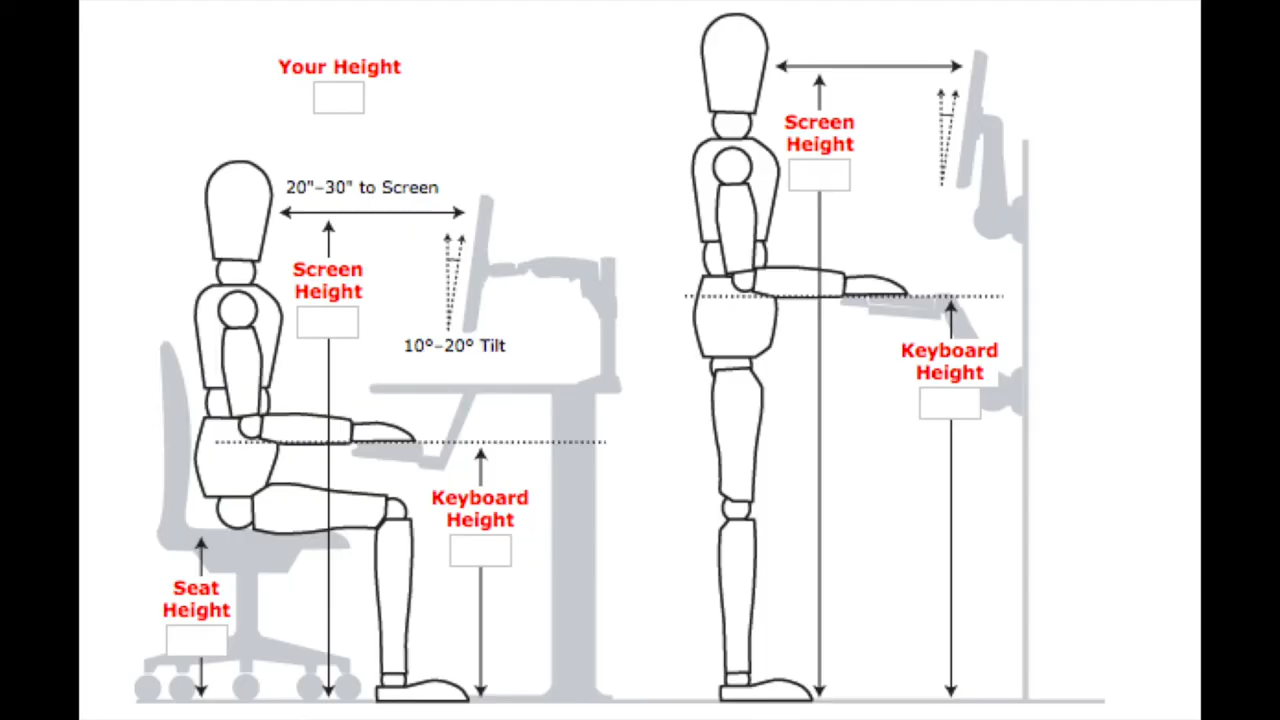 Your Height
20"–30" to Screen
Screen
Height
10°–20° Tilt
Keyboard
Height
Seat
Height
Screen
Height
Keyboard
Height